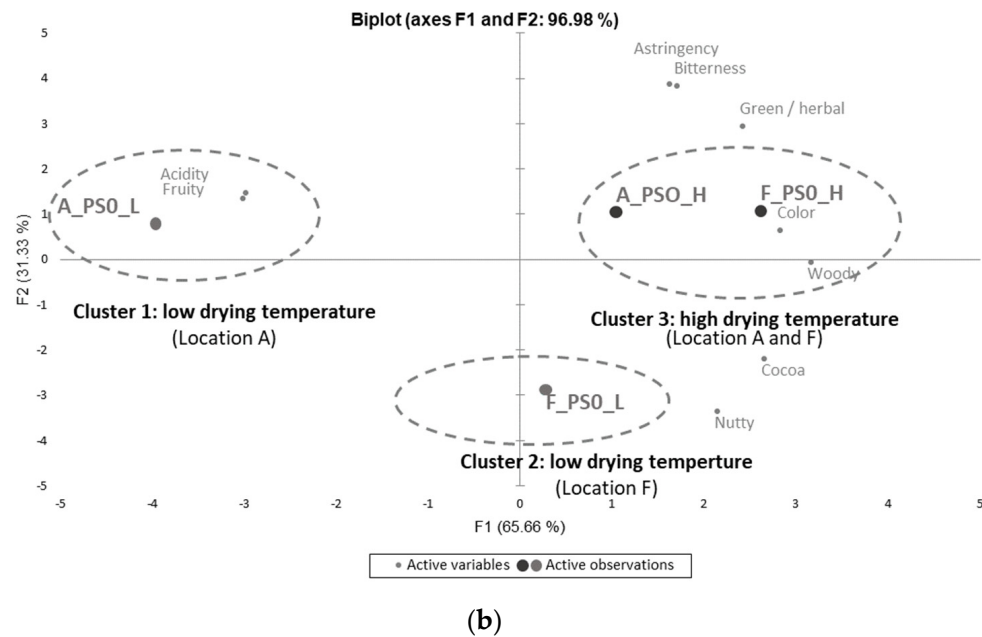 Biplot (axes F1 and F2: 96.98 %)
5
4
3
2
1
0
-1
-2
-3
-4
-5
F2 (31.33 %)
Astringency
Bitterness
Green / herbal
Acidity
Fruity
A_PS0_L
A_PSO_H
F_PS0_H
Color
Woody
Cluster 1: low drying temperature
(Location A)
Cluster 3: high drying temperature
(Location A and F)
Cocoa
F_PS0_L
Nutty
Cluster 2: low drying temperture
(Location F)
-5 -4 -3 -2 -1 0 1 2 3 4 5
F1 (65.66 %)
Active variables Active observations
(b)